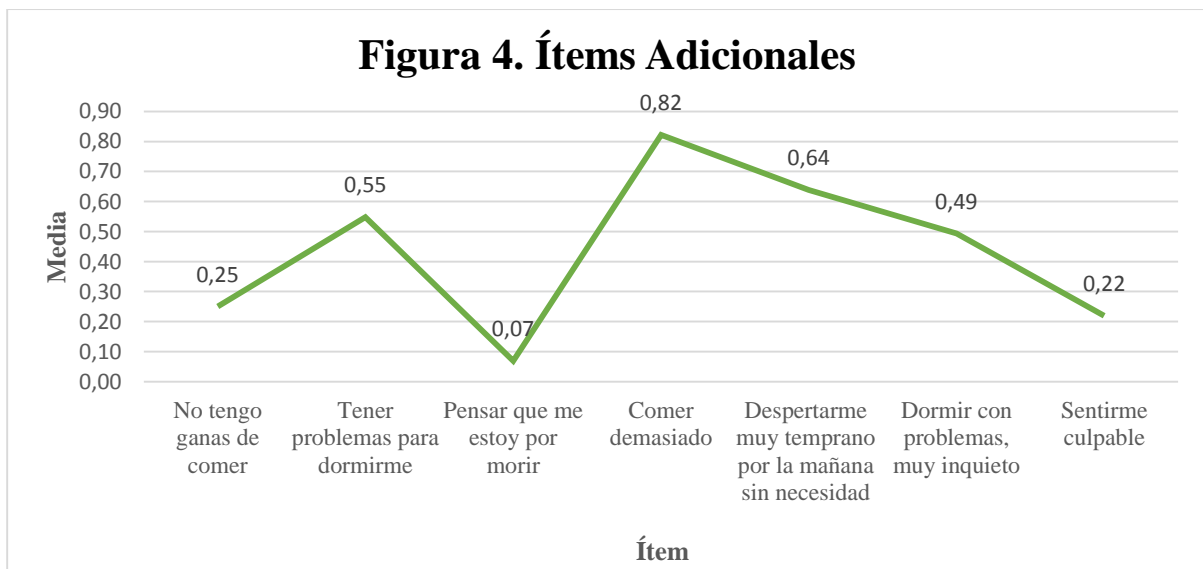 Figura 4. Ítems Adicionales
0,90
0,80
0,70
0,60
0,50
0,40
0,30
0,20
0,10
0,00
Media
0,25
0,55
0,07
0,82
0,64
0,49
0,22
No tengo
ganas de
comer
Tener
problemas para
dormirme
Pensar que me
estoy por
morir
Comer
demasiado
Despertarme
muy temprano
por la mañana
sin necesidad
Dormir con
problemas,
muy inquieto
Sentirme
culpable
Ítem